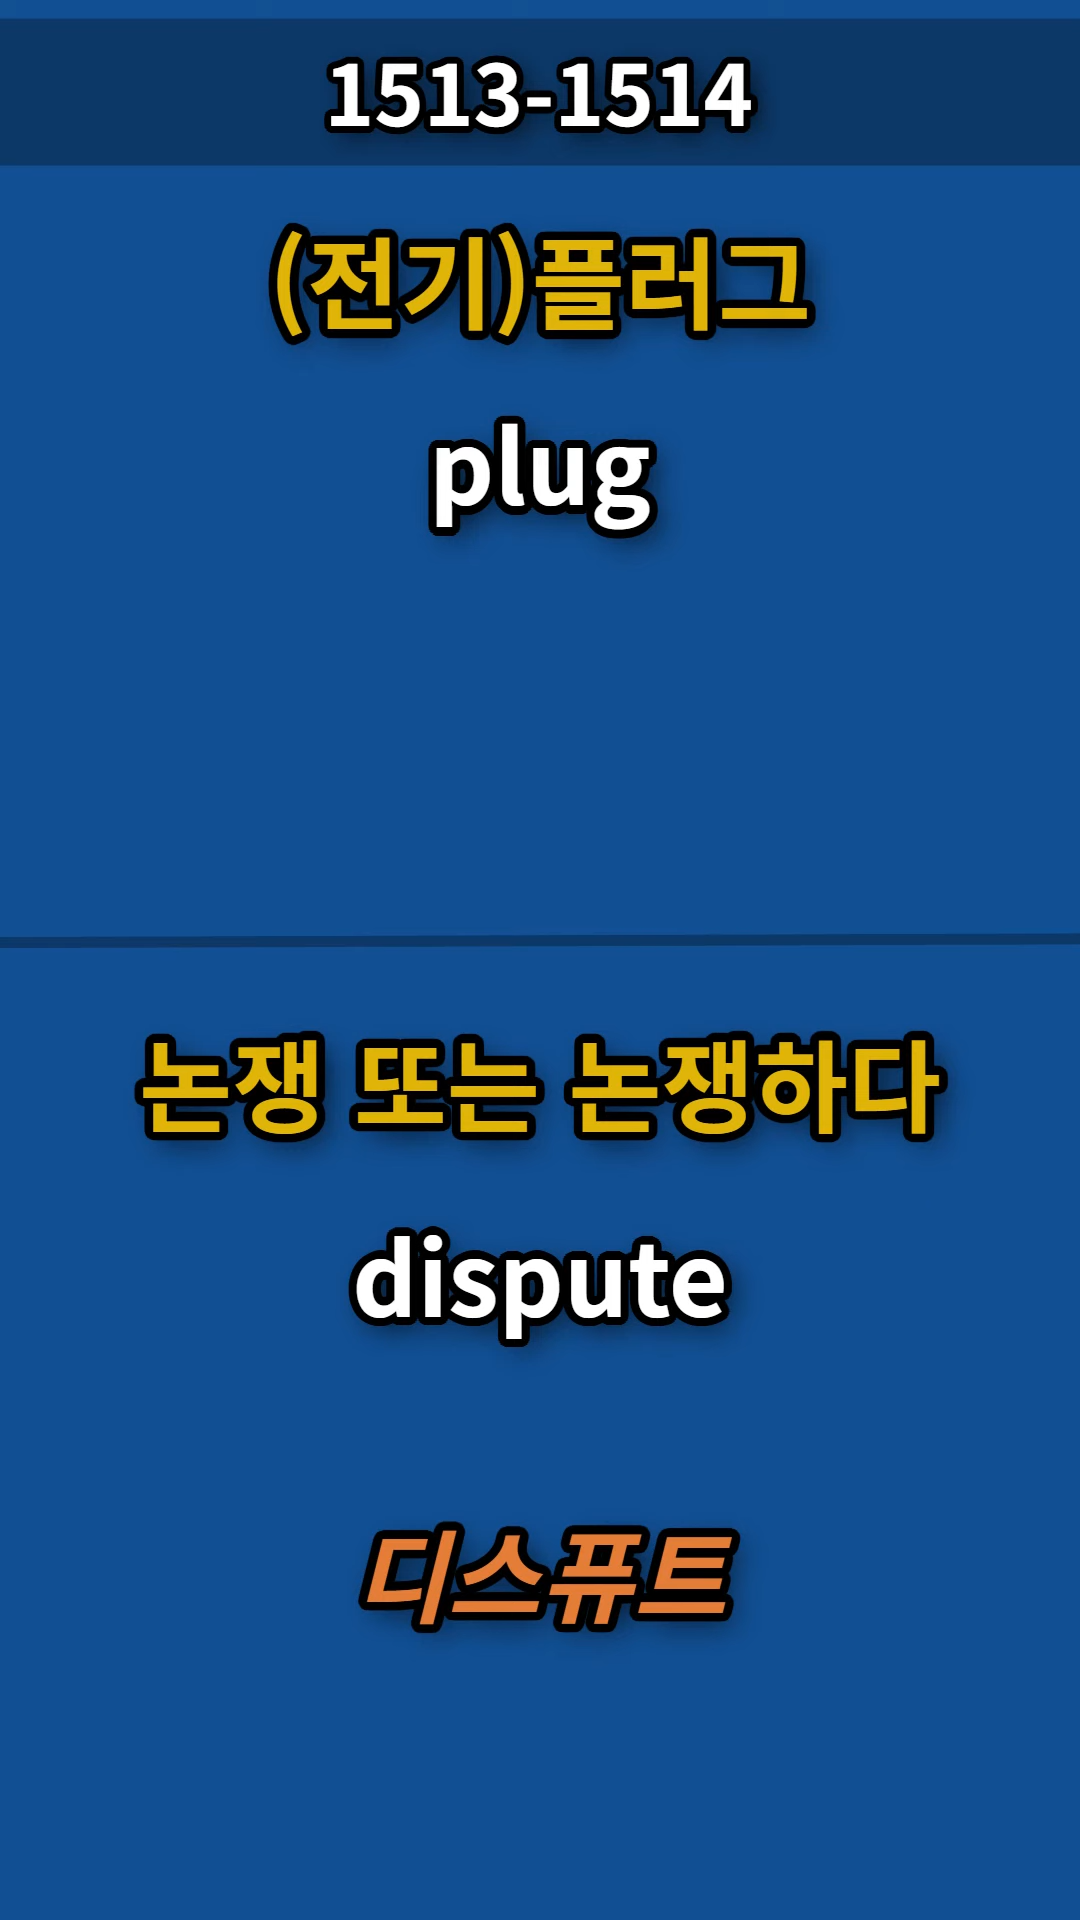 1513-1514
(전기)플러그
plug
논쟁 또는 논쟁하다
dispute
디스퓨트